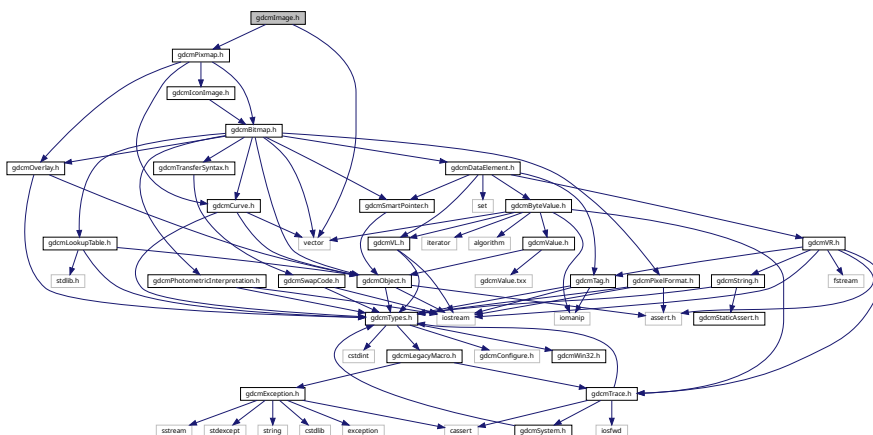 gdcmImage.h
gdcmPixmap.h
gdcmIconImage.h
gdcmBitmap.h
gdcmOverlay.h
gdcmTransferSyntax.h
gdcmDataElement.h
gdcmCurve.h
gdcmSmartPointer.h
set
gdcmByteValue.h
gdcmLookupTable.h
vector
gdcmVL.h
iterator
algorithm
gdcmValue.h
gdcmVR.h
stdlib.h
gdcmPhotometricInterpretation.h
gdcmSwapCode.h
gdcmObject.h
gdcmValue.txx
gdcmTag.h
gdcmPixelFormat.h
gdcmString.h
fstream
gdcmTypes.h
iostream
iomanip
assert.h
gdcmStaticAssert.h
cstdint
gdcmLegacyMacro.h
gdcmConfigure.h
gdcmWin32.h
gdcmException.h
gdcmTrace.h
sstream
stdexcept
string
cstdlib
exception
cassert
gdcmSystem.h
iosfwd